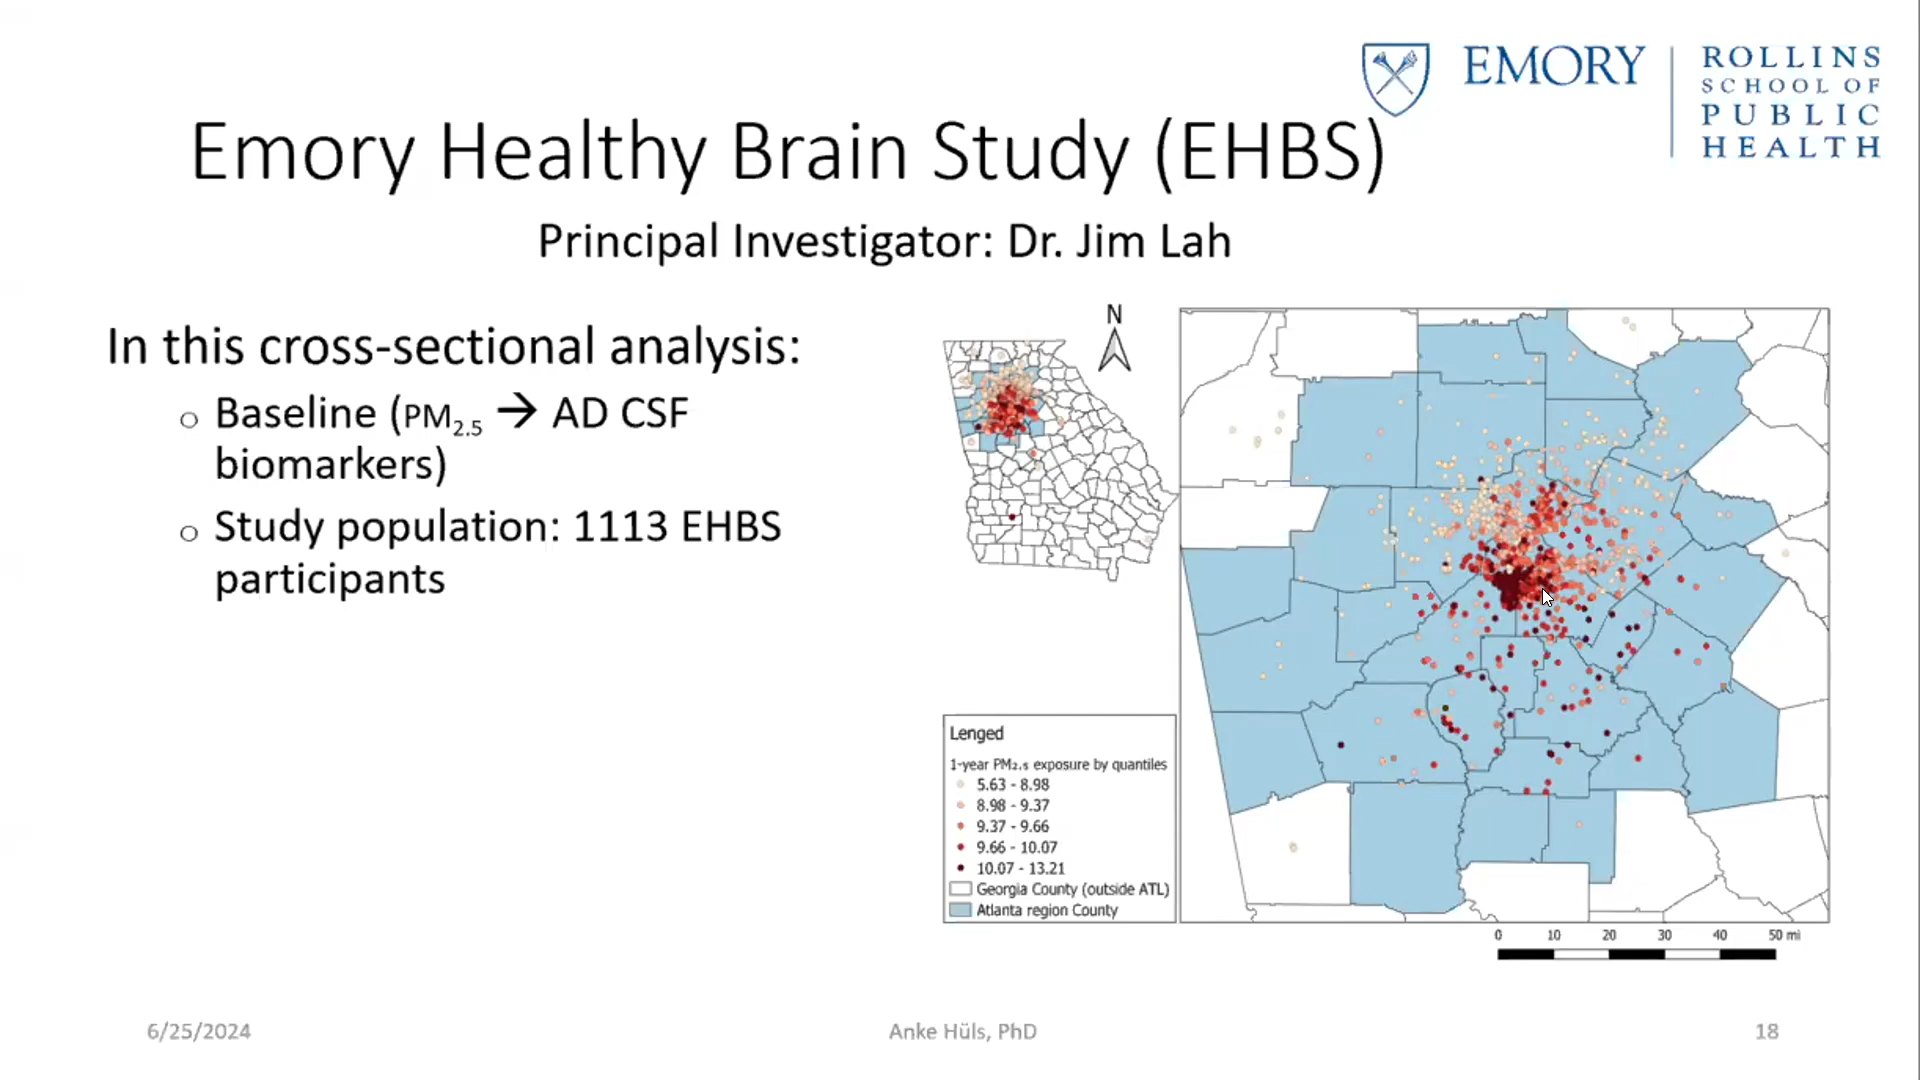 EMORY
ROLLINS
SCHOOL OF
PUBLIC
HEALTH
Emory Healthy Brain Study (EHBS)
Principal Investigator: Dr. Jim Lah
In this cross-sectional analysis:
o Baseline (PM2.5 → AD CSF
biomarkers)
o Study population: 1113 EHBS
participants
N
Lenged
1-year PM2.5 exposure by quantiles
5.63 - 8.98
8.98 - 9.37
9.37 - 9.66
9.66 - 10.07
10.07 - 13.21
Georgia County (outside ATL)
Atlanta region County
0 10 20 30 40 50 mi
6/25/2024 Anke Hüls, PhD 18